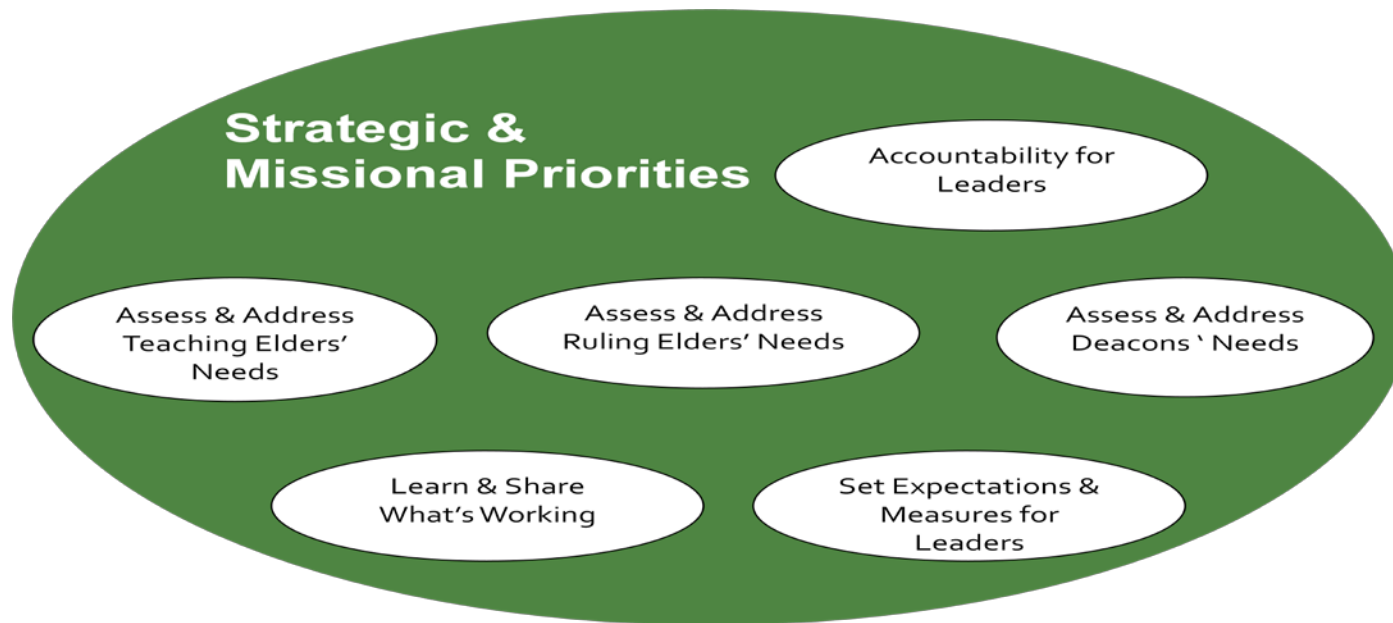 Strategic &
Missional Priorities
Accountability for
Leaders
Assess & Address
Teaching Elders’
Needs
Assess & Address
Ruling Elders’ Needs
Assess & Address
Deacons ‘ Needs
Learn & Share
What’s Working
Set Expectations &
Measures for
Leaders